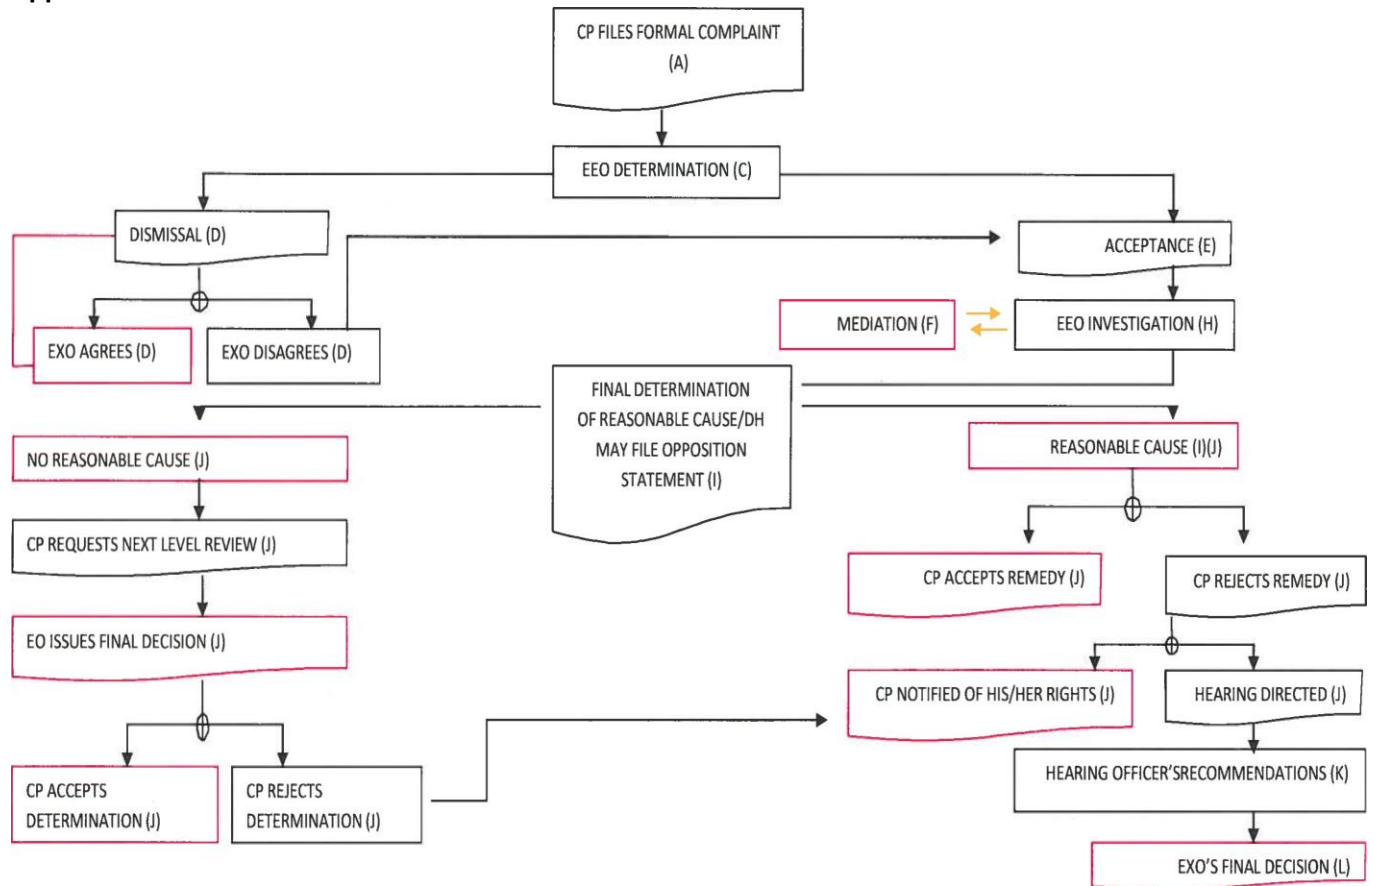 CP FILES FORMAL COMPLAINT
(A)
EEO DETERMINATION (C)
DISMISSAL (D)
ACCEPTANCE (E)
EXO AGREES (D)
EXO DISAGREES (D)
MEDIATION (F)
EEO INVESTIGATION (H)
FINAL DETERMINATION
OF REASONABLE CAUSE/DH
MAY FILE OPPOSITION
STATEMENT (I)
NO REASONABLE CAUSE (J)
REASONABLE CAUSE (I)(J)
CP REQUESTS NEXT LEVEL REVIEW (J)
CP ACCEPTS REMEDY (J)
CP REJECTS REMEDY (J)
EO ISSUES FINAL DECISION (J)
CP NOTIFIED OF HIS/HER RIGHTS (J)
HEARING DIRECTED (J)
CP ACCEPTS
DETERMINATION (J)
CP REJECTS
DETERMINATION (J)
HEARING OFFICER'SRECOMMENDATIONS (K)
EXO'S FINAL DECISION (L)